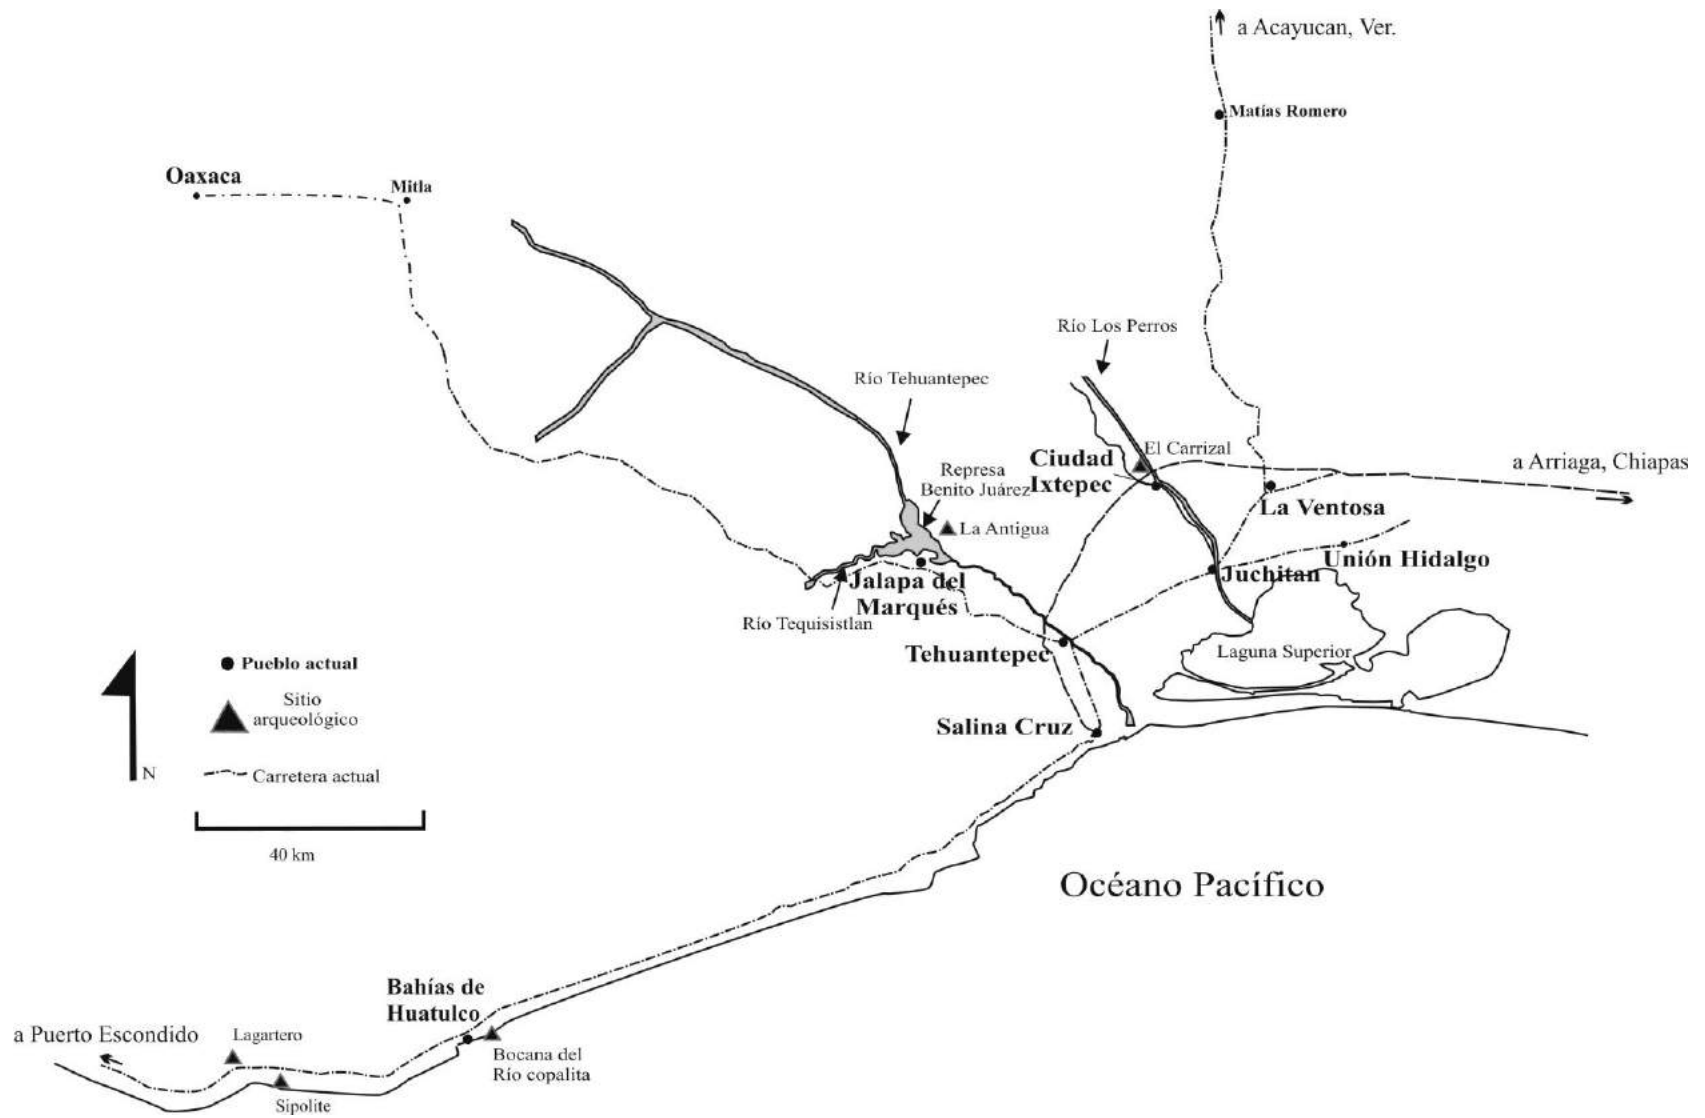 a Acayucan, Ver.
Matías Romero
Oaxaca
Mitla
Río Los Perros
Río Tehuantepec
El Carrizal
Ciudad
Ixtepec
a Arriaga, Chiapas
Represa
Benito Juárez
La Ventosa
La Antigua
Unión Hidalgo
Juchitan
Jalapa del
Marqués
Río Tequisistlan
Tehuantepec
Laguna Superior
Pueblo actual
Sitio
arqueológico
Salina Cruz
N
Carretera actual
40 km
Océano Pacífico
Bahías de
Huatulco
a Puerto Escondido
Lagartero
Bocana del
Río copalita
Sipolite